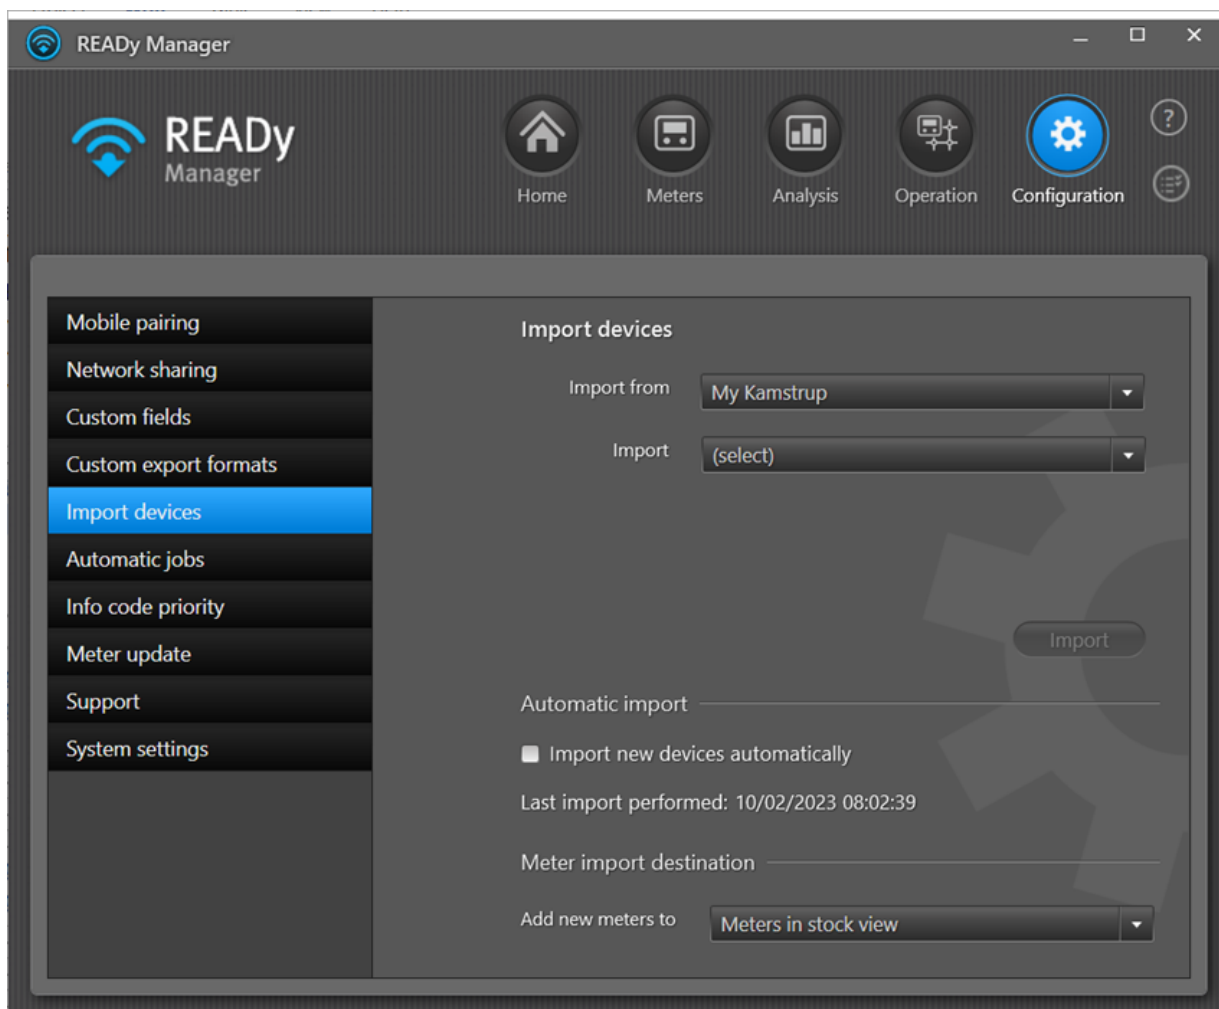 READy Manager
READy
Manager
?
Home
Meters
Analysis
Operation
Configuration
Mobile pairing
Network sharing
Custom fields
Custom export formats
Import devices
Automatic jobs
Info code priority
Meter update
Support
System settings
Import devices
Import from
My Kamstrup
Import
(select)
Import
Automatic import
Import new devices automatically
Last import performed: 10/02/2023 08:02:39
Meter import destination
Add new meters to
Meters in stock view